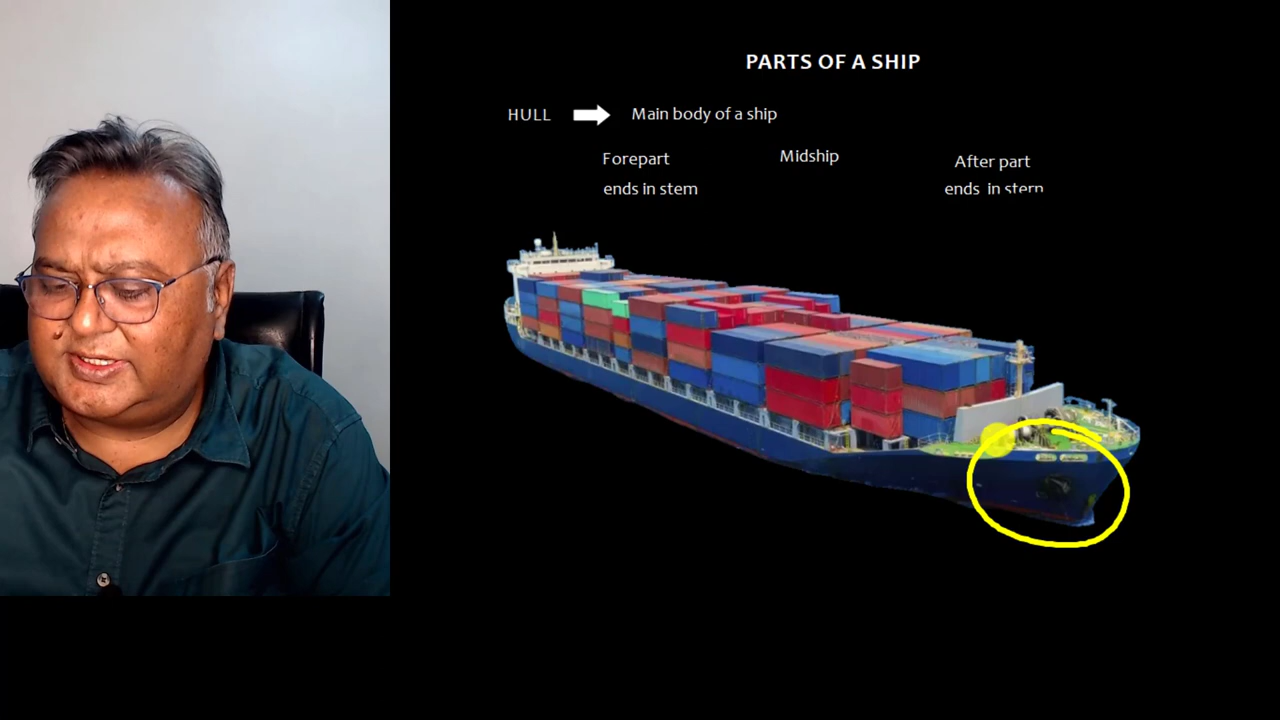 PARTS OF A SHIP
HULL Main body of a ship
Forepart Midship After part
ends in stem ends in stern